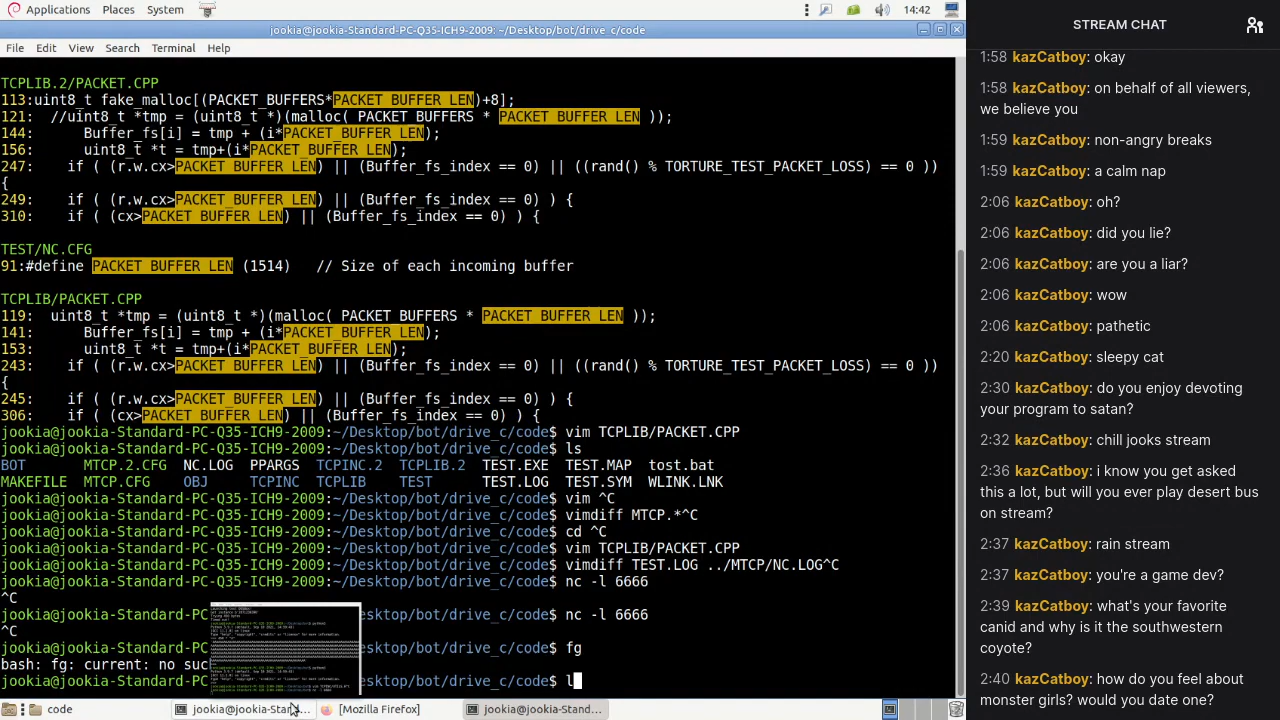 Applications Places System 14:42
jookia@jookia-Standard-PC-Q35-ICH9-2009: ~/Desktop/bot/drive_c/code
File Edit View Search Terminal Help
TCPLIB.2/PACKET.CPP
113:uint8_t fake_malloc[(PACKET_BUFFERS*PACKET_BUFFER_LEN)+8];
121:  //uint8_t *tmp = (uint8_t *)(malloc( PACKET_BUFFERS * PACKET_BUFFER_LEN ));
144:      Buffer_fs[i] = tmp + (i*PACKET_BUFFER_LEN);
156:      uint8_t *t = tmp+(i*PACKET_BUFFER_LEN);
247:    if ( (r.w.cx>PACKET_BUFFER_LEN) || (Buffer_fs_index == 0) || ((rand() % TORTURE_TEST_PACKET_LOSS) == 0 ))
{
249:    if ( (r.w.cx>PACKET_BUFFER_LEN) || (Buffer_fs_index == 0) ) {
310:    if ( (cx>PACKET_BUFFER_LEN) || (Buffer_fs_index == 0) ) {
TEST/NC.CFG
91:#define PACKET_BUFFER_LEN (1514)   // Size of each incoming buffer
TCPLIB/PACKET.CPP
119:  uint8_t *tmp = (uint8_t *)(malloc( PACKET_BUFFERS * PACKET_BUFFER_LEN ));
141:      Buffer_fs[i] = tmp + (i*PACKET_BUFFER_LEN);
153:      uint8_t *t = tmp+(i*PACKET_BUFFER_LEN);
243:    if ( (r.w.cx>PACKET_BUFFER_LEN) || (Buffer_fs_index == 0) || ((rand() % TORTURE_TEST_PACKET_LOSS) == 0 ))
{
245:    if ( (r.w.cx>PACKET_BUFFER_LEN) || (Buffer_fs_index == 0) ) {
306:    if ( (cx>PACKET_BUFFER_LEN) || (Buffer_fs_index == 0) ) {
jookia@jookia-Standard-PC-Q35-ICH9-2009:~/Desktop/bot/drive_c/code$ vim TCPLIB/PACKET.CPP
jookia@jookia-Standard-PC-Q35-ICH9-2009:~/Desktop/bot/drive_c/code$ ls
BOT MTCP.2.CFG NC.LOG PPARGS TCPINC.2 TCPLIB.2 TEST.EXE TEST.MAP tost.bat
MAKEFILE MTCP.CFG OBJ TCPINC TCPLIB TEST TEST.LOG TEST.SYM WLINK.LNK
jookia@jookia-Standard-PC-Q35-ICH9-2009:~/Desktop/bot/drive_c/code$ vim ^C
jookia@jookia-Standard-PC-Q35-ICH9-2009:~/Desktop/bot/drive_c/code$ vimdiff MTCP.*^C
jookia@jookia-Standard-PC-Q35-ICH9-2009:~/Desktop/bot/drive_c/code$ cd ^C
jookia@jookia-Standard-PC-Q35-ICH9-2009:~/Desktop/bot/drive_c/code$ vim TCPLIB/PACKET.CPP
jookia@jookia-Standard-PC-Q35-ICH9-2009:~/Desktop/bot/drive_c/code$ vimdiff TEST.LOG ../MTCP/NC.LOG^C
jookia@jookia-Standard-PC-Q35-ICH9-2009:~/Desktop/bot/drive_c/code$ nc -l 6666
^C
jookia@jookia-Standard-PC esktop/bot/drive_c/code$ nc -l 6666
^C
jookia@jookia-Standard-PC esktop/bot/drive_c/code$ fg
bash: fg: current: no suc
jookia@jookia-Standard-PC esktop/bot/drive_c/code$ l
code jookia@jookia-Stand... [Mozilla Firefox] jookia@jookia-Stand...
STREAM CHAT
1:58 kazCatboy: okay
1:58 kazCatboy: on behalf of all viewers,
we believe you
1:59 kazCatboy: non-angry breaks
1:59 kazCatboy: a calm nap
2:06 kazCatboy: oh?
2:06 kazCatboy: did you lie?
2:06 kazCatboy: are you a liar?
2:06 kazCatboy: wow
2:06 kazCatboy: pathetic
2:20 kazCatboy: sleepy cat
2:30 kazCatboy: do you enjoy devoting
your program to satan?
2:32 kazCatboy: chill jooks stream
2:36 kazCatboy: i know you get asked
this a lot, but will you ever play desert bus
on stream?
2:37 kazCatboy: rain stream
2:37 kazCatboy: you're a game dev?
2:39 kazCatboy: what's your favorite
canid and why is it the southwestern
coyote?
2:40 kazCatboy: how do you feel about
monster girls? would you date one?